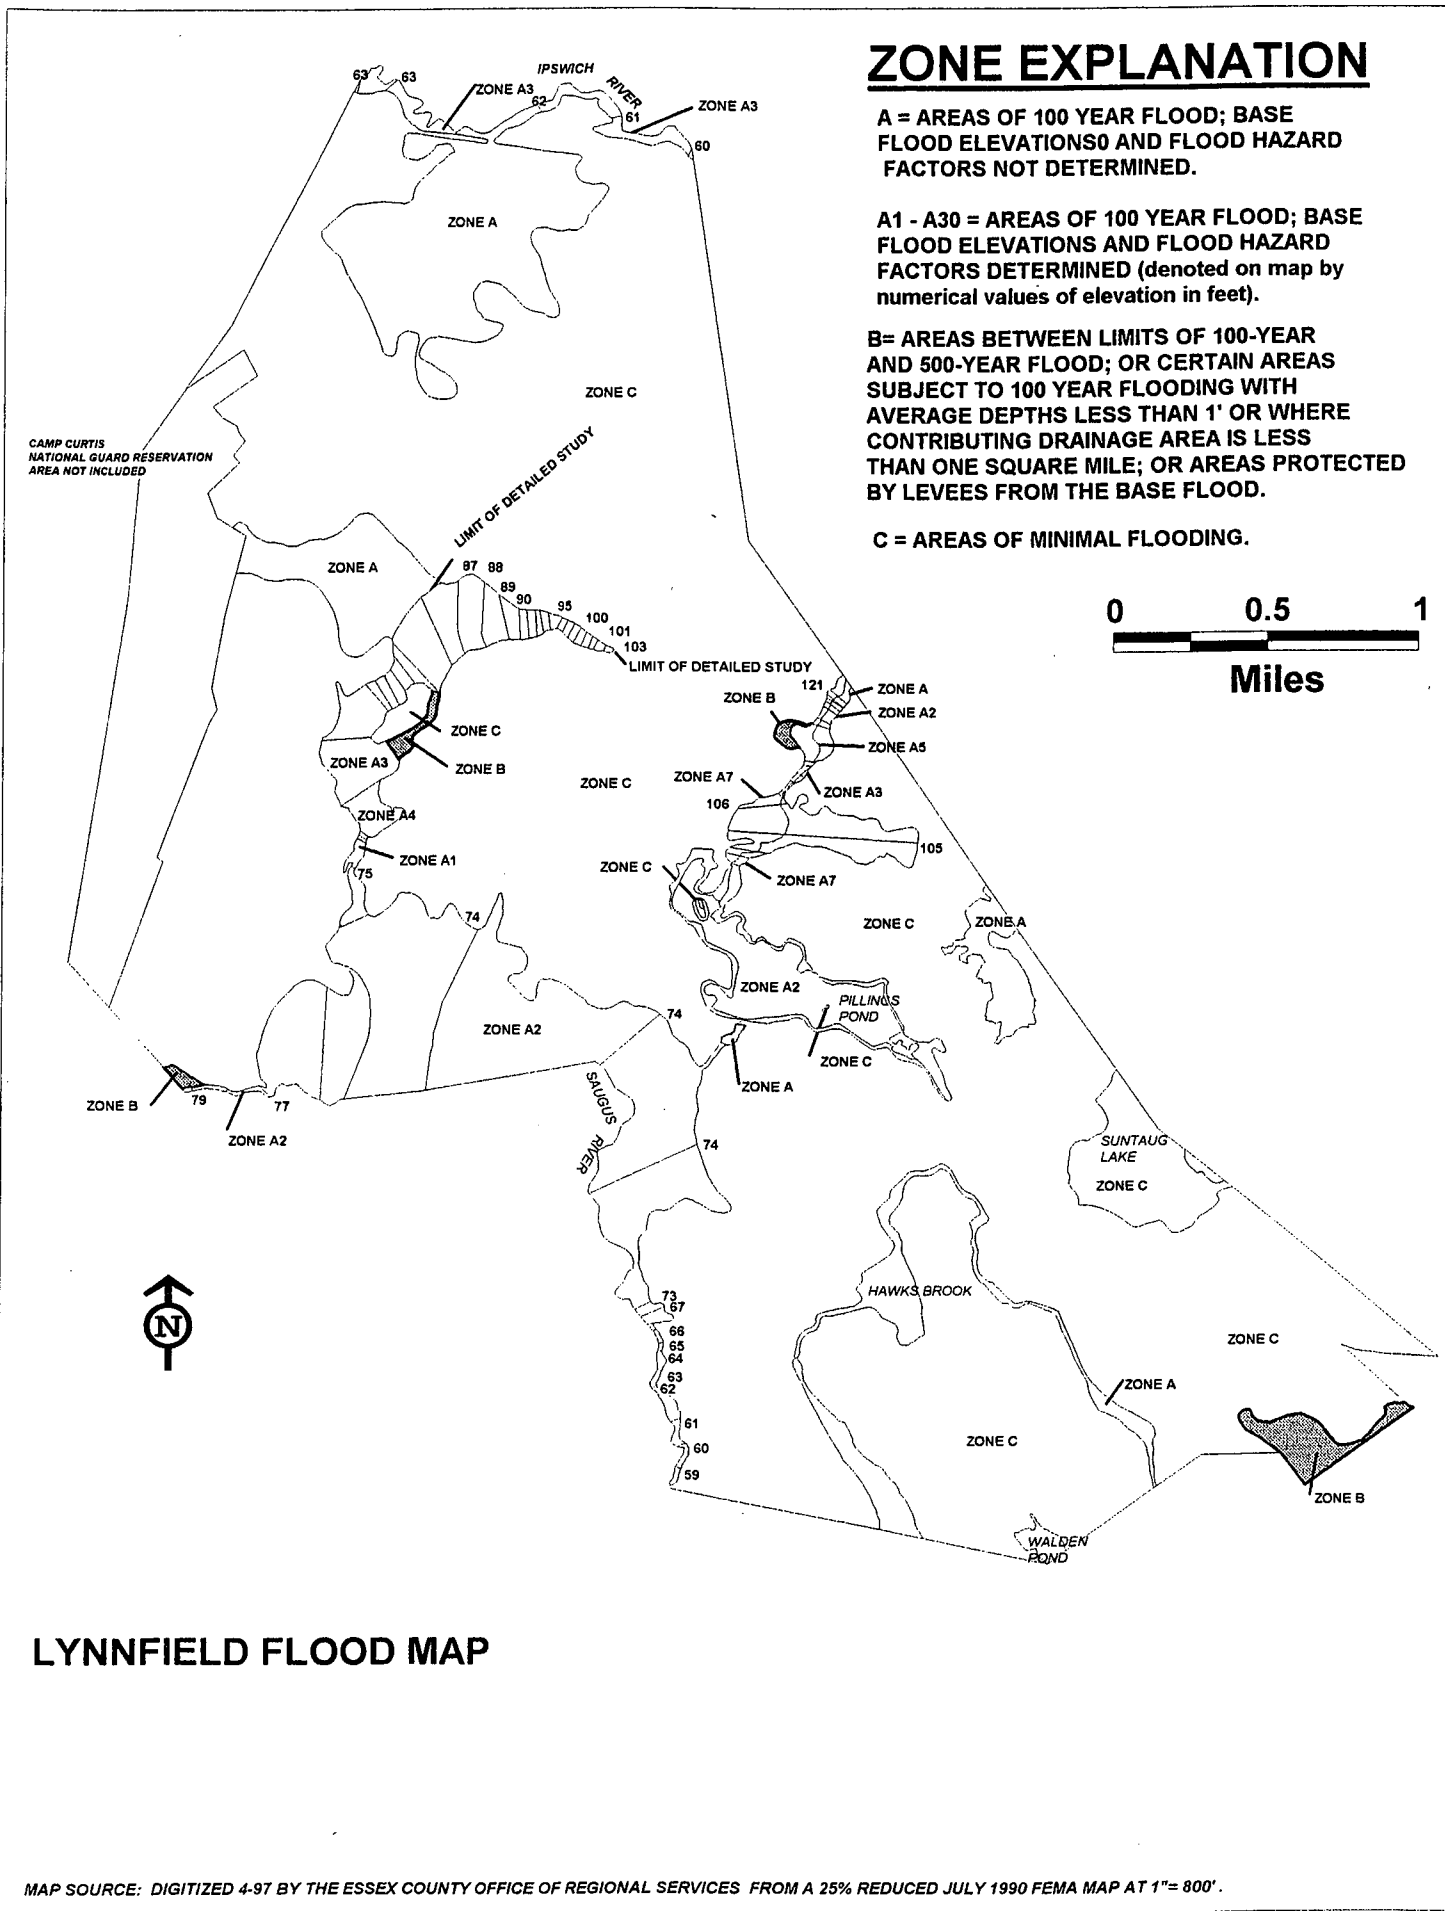 ZONE EXPLANATION
A = AREAS OF 100 YEAR FLOOD; BASE
FLOOD ELEVATIONS0 AND FLOOD HAZARD
FACTORS NOT DETERMINED.
A1 - A30 = AREAS OF 100 YEAR FLOOD; BASE
FLOOD ELEVATIONS AND FLOOD HAZARD
FACTORS DETERMINED (denoted on map by
numerical values of elevation in feet).
B= AREAS BETWEEN LIMITS OF 100-YEAR
AND 500-YEAR FLOOD; OR CERTAIN AREAS
SUBJECT TO 100 YEAR FLOODING WITH
AVERAGE DEPTHS LESS THAN 1' OR WHERE
CONTRIBUTING DRAINAGE AREA IS LESS
THAN ONE SQUARE MILE; OR AREAS PROTECTED
BY LEVEES FROM THE BASE FLOOD.
C = AREAS OF MINIMAL FLOODING.
0 0.5 1
Miles
63
63
ZONE A3
IPSWICH
RIVER
62
61
ZONE A3
60
ZONE A
ZONE C
CAMP CURTIS
NATIONAL GUARD RESERVATION
AREA NOT INCLUDED
LIMIT OF DETAILED STUDY
ZONE A
87
88
89
90
95
100
101
103
LIMIT OF DETAILED STUDY
121
ZONE A
ZONE B
ZONE A2
ZONE C
ZONE A5
ZONE A3
ZONE B
ZONE C
ZONE A7
ZONE A3
106
ZONE A4
105
ZONE A1
75
ZONE C
ZONE A7
74
ZONE C
ZONE A
ZONE A2
PILLINGS
POND
74
ZONE A2
ZONE C
ZONE A
SAUGUS
RIVER
79
77
ZONE B
ZONE A2
74
SUNTAUG
LAKE
ZONE C
HAWKS BROOK
73
67
66
65
64
63
62
61
60
59
ZONE C
ZONE A
ZONE C
ZONE B
WALDEN
POND
N
LYNNFIELD FLOOD MAP
MAP SOURCE: DIGITIZED 4-97 BY THE ESSEX COUNTY OFFICE OF REGIONAL SERVICES FROM A 25% REDUCED JULY 1990 FEMA MAP AT 1"= 800'.